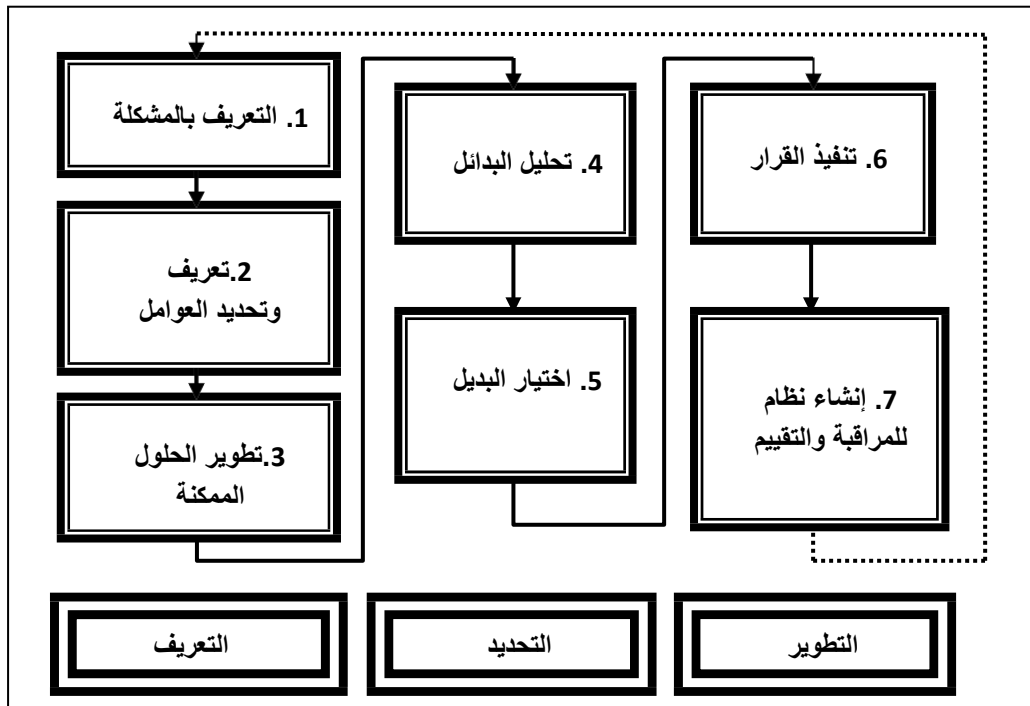 1. التعريف بالمشكلة
2.تعريف
وتحديد العوامل
3.تطوير الحلول
الممكنة
4. تحليل البدائل
5. اختيار البديل
6. تنفيذ القرار
7. إنشاء نظام
للمراقبة والتقييم
التعريف
التحديد
التطوير